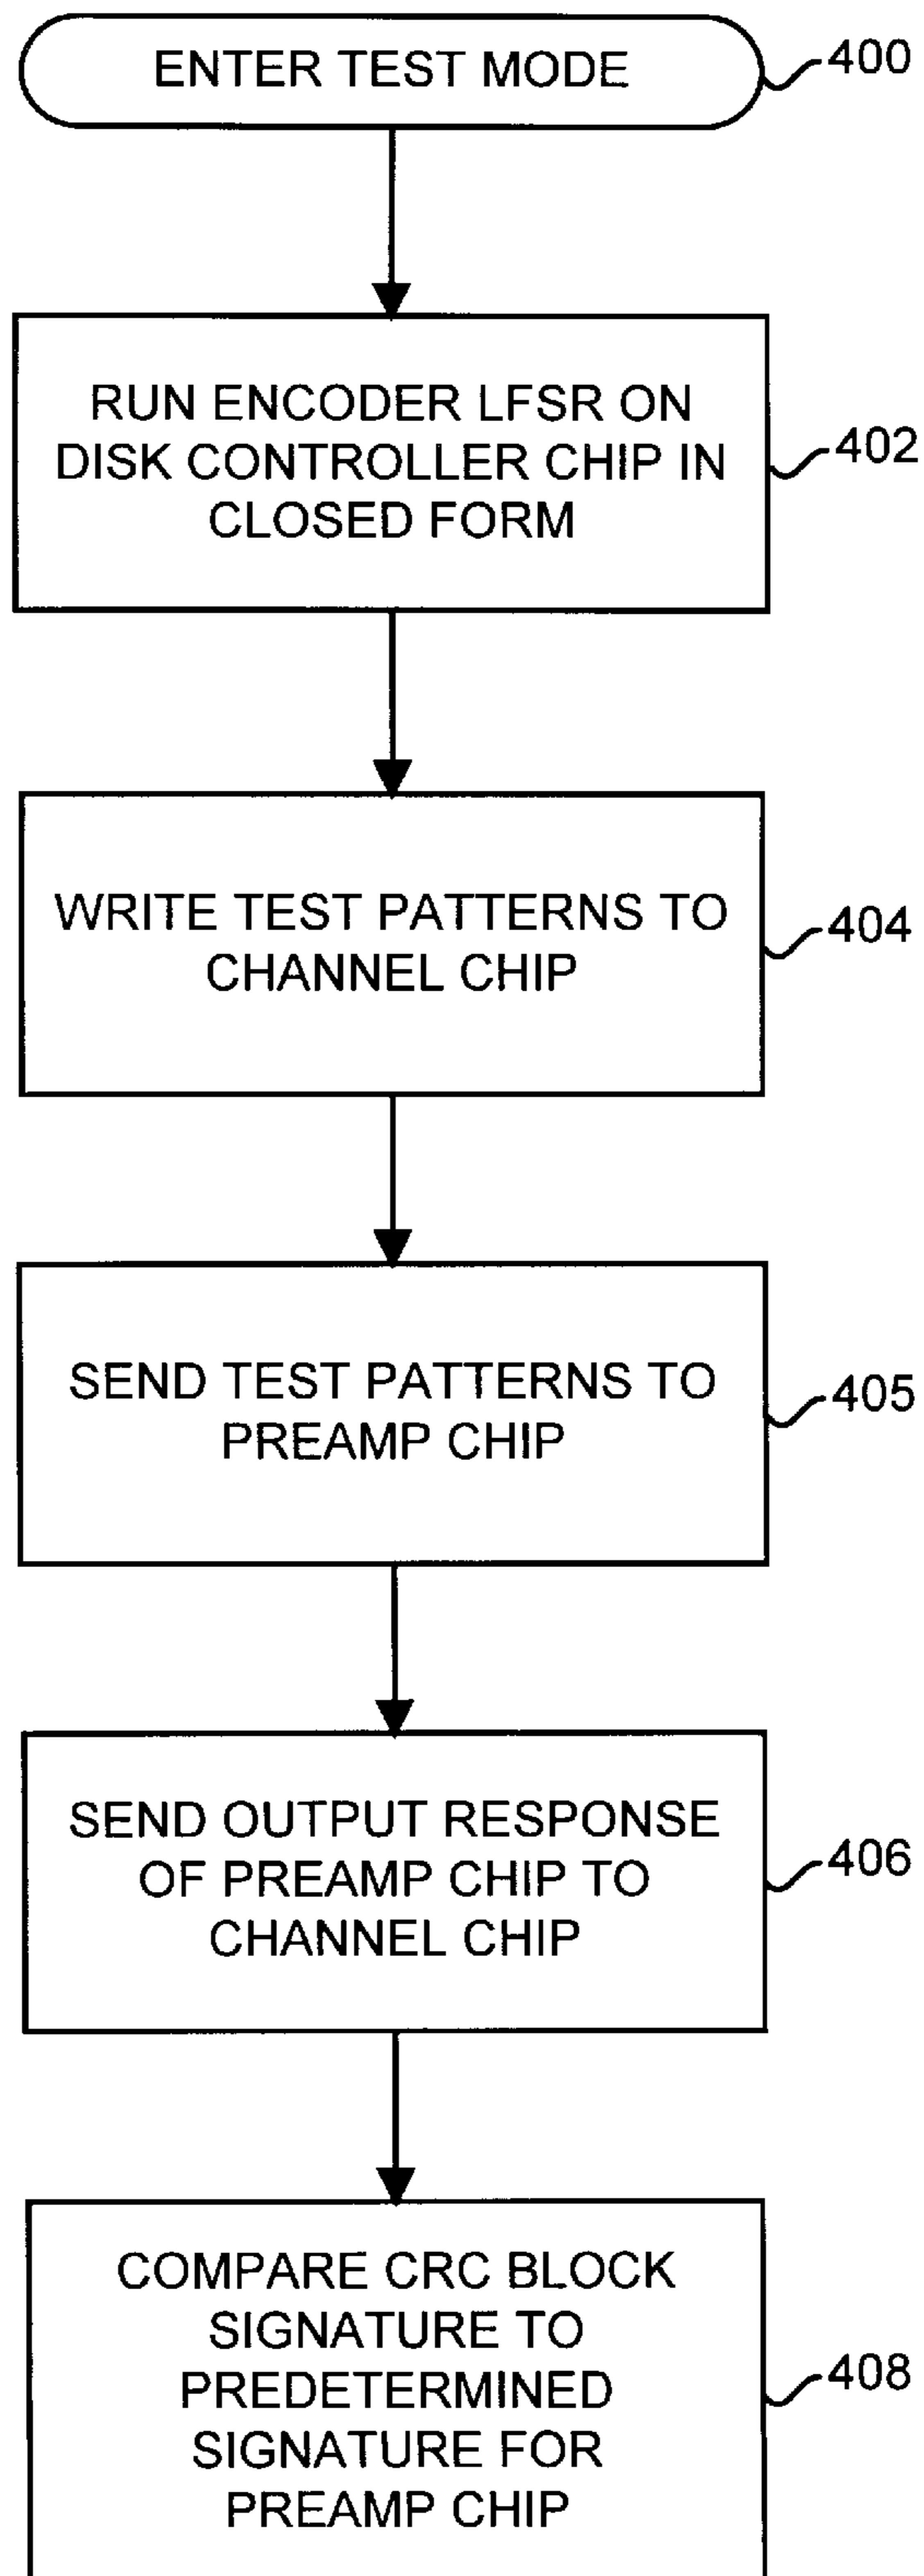 ENTER TEST MODE
400
RUN ENCODER LFSR ON
DISK CONTROLLER CHIP IN
CLOSED FORM
402
WRITE TEST PATTERNS TO
CHANNEL CHIP
404
SEND TEST PATTERNS TO
PREAMP CHIP
405
SEND OUTPUT RESPONSE
OF PREAMP CHIP TO
CHANNEL CHIP
406
COMPARE CRC BLOCK
SIGNATURE TO
PREDETERMINED
SIGNATURE FOR
PREAMP CHIP
408